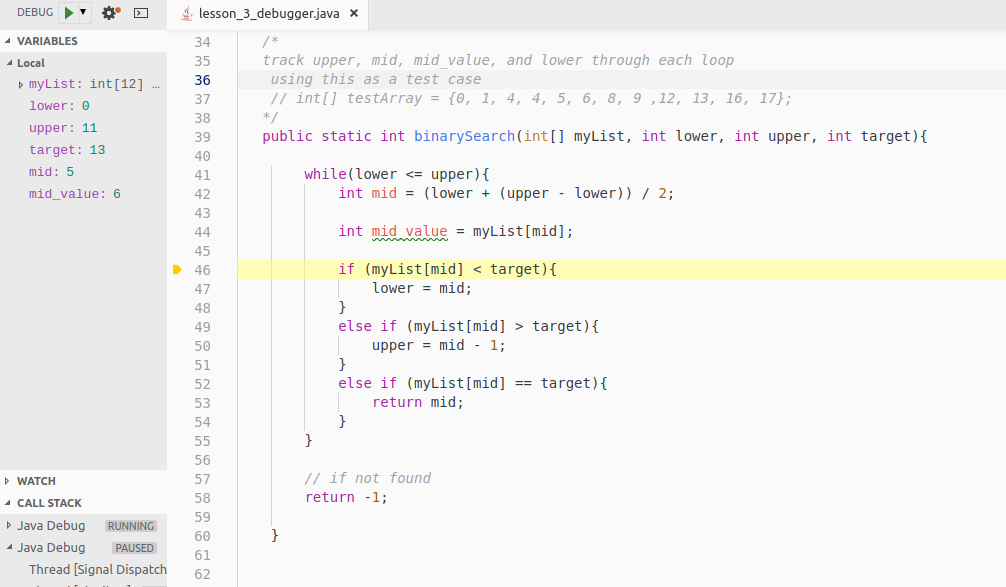 DEBUG
lesson_3_debugger.java ×
VARIABLES
Local
myList: int[12] …
lower: 0
upper: 11
target: 13
mid: 5
mid_value: 6
WATCH
CALL STACK
Java Debug RUNNING
Java Debug PAUSED
Thread [Signal Dispatch
34 /*
35 track upper, mid, mid_value, and lower through each loop
36 using this as a test case
37 // int[] testArray = {0, 1, 4, 4, 5, 6, 8, 9 ,12, 13, 16, 17};
38 */
39 public static int binarySearch(int[] myList, int lower, int upper, int target){
40
41 while(lower <= upper){
42 int mid = (lower + (upper - lower)) / 2;
43
44 int mid_value = myList[mid];
45
46 if (myList[mid] < target){
47 lower = mid;
48 }
49 else if (myList[mid] > target){
50 upper = mid - 1;
51 }
52 else if (myList[mid] == target){
53 return mid;
54 }
55 }
56
57 // if not found
58 return -1;
59
60 }
61
62